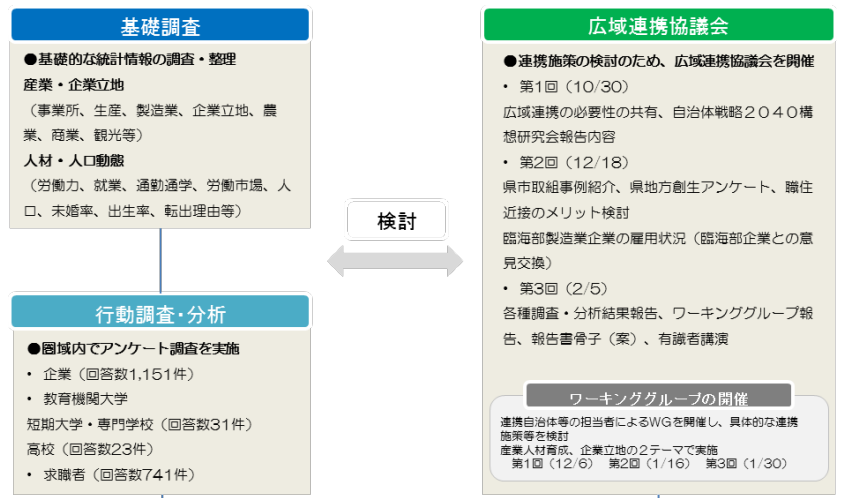 基礎調査
●基礎的な統計情報の調査・整理
産業・企業立地
（事業所、生産、製造業、企業立地、農
業、商業、観光等）
人材・人口動態
（労働力、就業、通勤通学、労働市場、人
口、未婚率、出生率、転出理由等）
行動調査・分析
●圏域内でアンケート調査を実施
・ 企業（回答数1,151件）
・ 教育機関大学
短期大学・専門学校（回答数31件）
高校（回答数23件）
・ 求職者（回答数741件）
検討
広域連携協議会
●連携施策の検討のため、広域連携協議会を開催
・ 第1回（10/30）
広域連携の必要性の共有、自治体戦略２０４０構
想研究会報告内容
・ 第2回（12/18）
県市取組事例紹介、県地方創生アンケート、職住
近接のメリット検討
臨海部製造業企業の雇用状況（臨海部企業との意
見交換）
・ 第3回（2/5）
各種調査・分析結果報告、ワーキンググループ報
告、報告書骨子（案）、有識者講演
ワーキンググループの開催
連携自治体等の担当者によるWGを開催し、具体的な連携
施策等を検討
産業人材育成、企業立地の２テーマで実施
第1回（12/6） 第2回（1/16） 第3回（1/30）